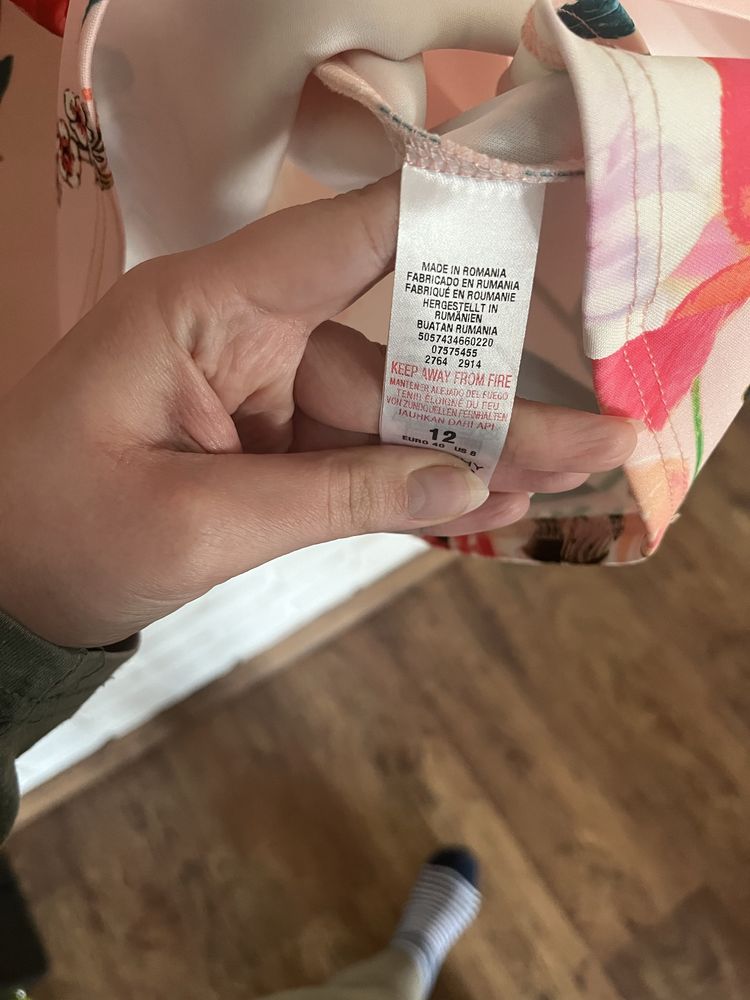 MADE IN ROMANIA
FABRICADO EN RUMANIA
FABRIQUÉ EN ROUMANIE
HERGESTELLT IN
RUMÄNIEN
BUATAN RUMANIA
5057434660220
07575455
2764 2914
KEEP AWAY FROM FIRE
MANTENER ALEJADO DEL FUEGO
TENIR ÉLOIGNÉ DU FEU
VON ZÜNDQUELLEN FERNHALTEN
JAUHKAN DARI API
12
EURO 40 US 8